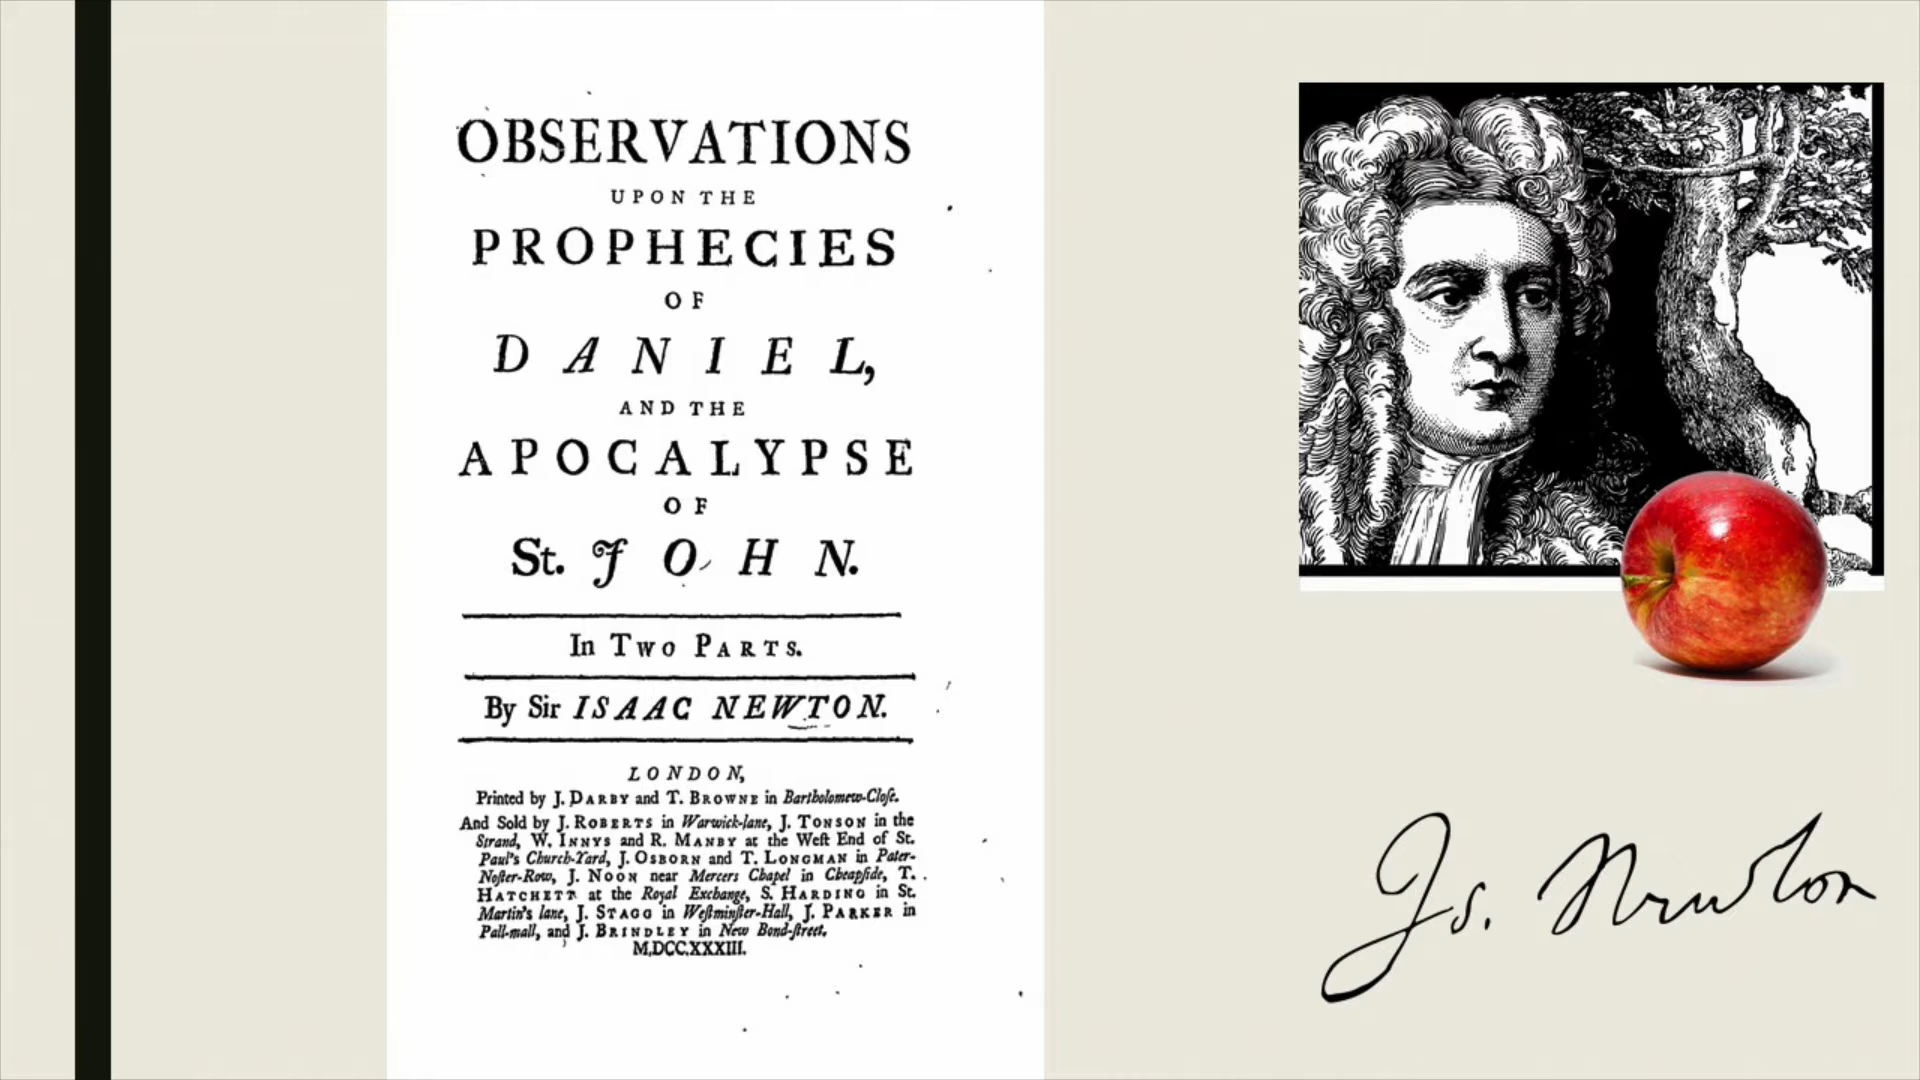 OBSERVATIONS
UPON THE
PROPHECIES
OF
DANIEL,
AND THE
APOCALYPSE
OF
St. JOHN.
In Two Parts.
By Sir ISAAC NEWTON.
LONDON,
Printed by J. DARBY and T. BROWNE in Bartholomew-Cloſe.
And Sold by J. ROBERTS in Warwick-lane, J. TONSON in the
Strand, W. INNYS and R. MANBY at the Weſt End of St.
Paul's Church-Yard, J. OSBORN and T. LONGMAN in Pater-
Noſter-Row, J. NOON near Mercers Chapel in Cheapſide, T.
HATCHETT at the Royal Exchange, S. HARDING in St.
Martin's lane, J. STAGG in Weſtminſter-Hall, J. PARKER in
Pall-mall, and J. BRINDLEY in New Bond-ſtreet.
M.DCC.XXXIII.
Js. Newton